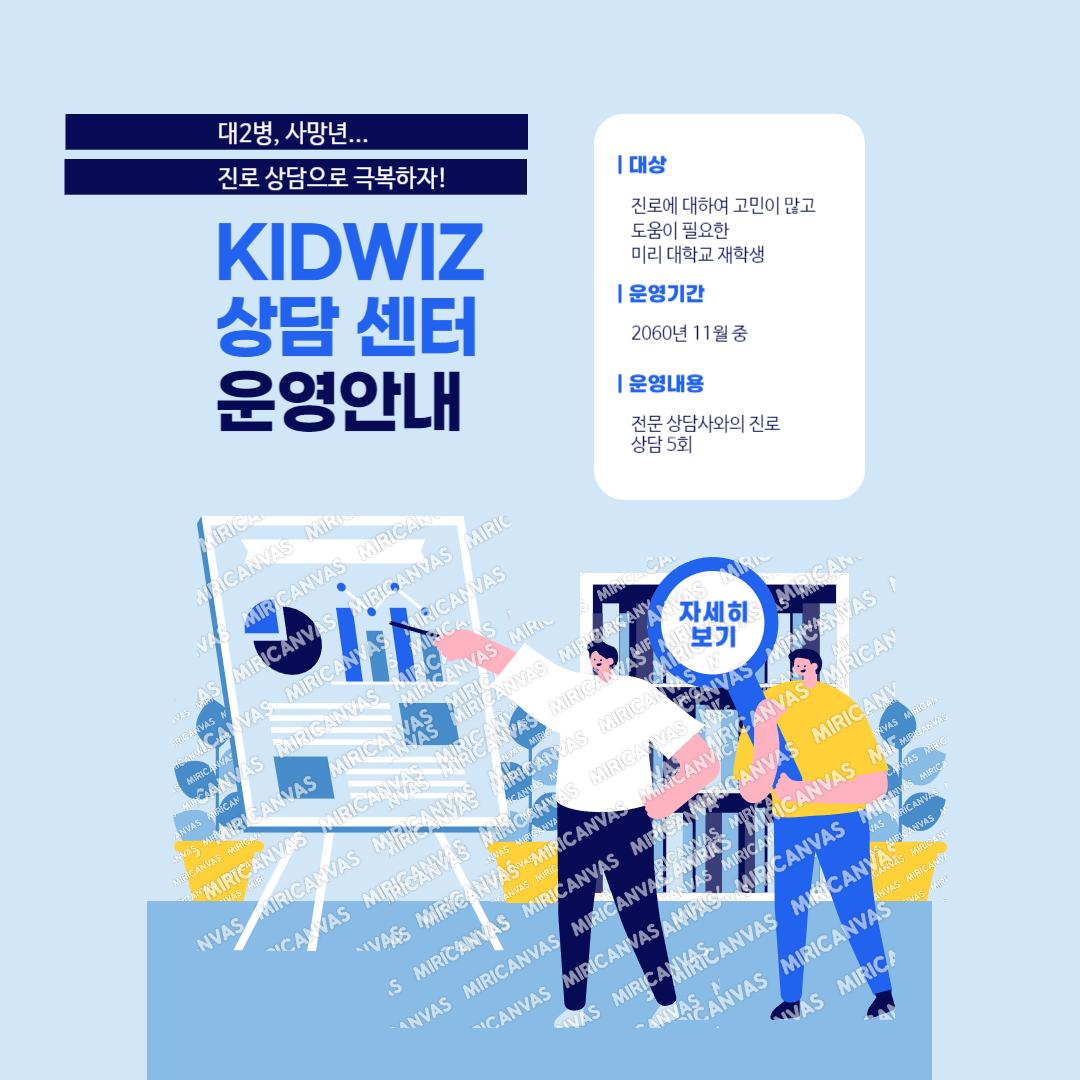 대2병, 사망년...
진로 상담으로 극복하자!
KIDWIZ
상담 센터
운영안내
| 대상
진로에 대하여 고민이 많고
도움이 필요한
미리 대학교 재학생
| 운영기간
2060년 11월 중
| 운영내용
전문 상담사와의 진로
상담 5회
자세히
보기
MIRICANVAS